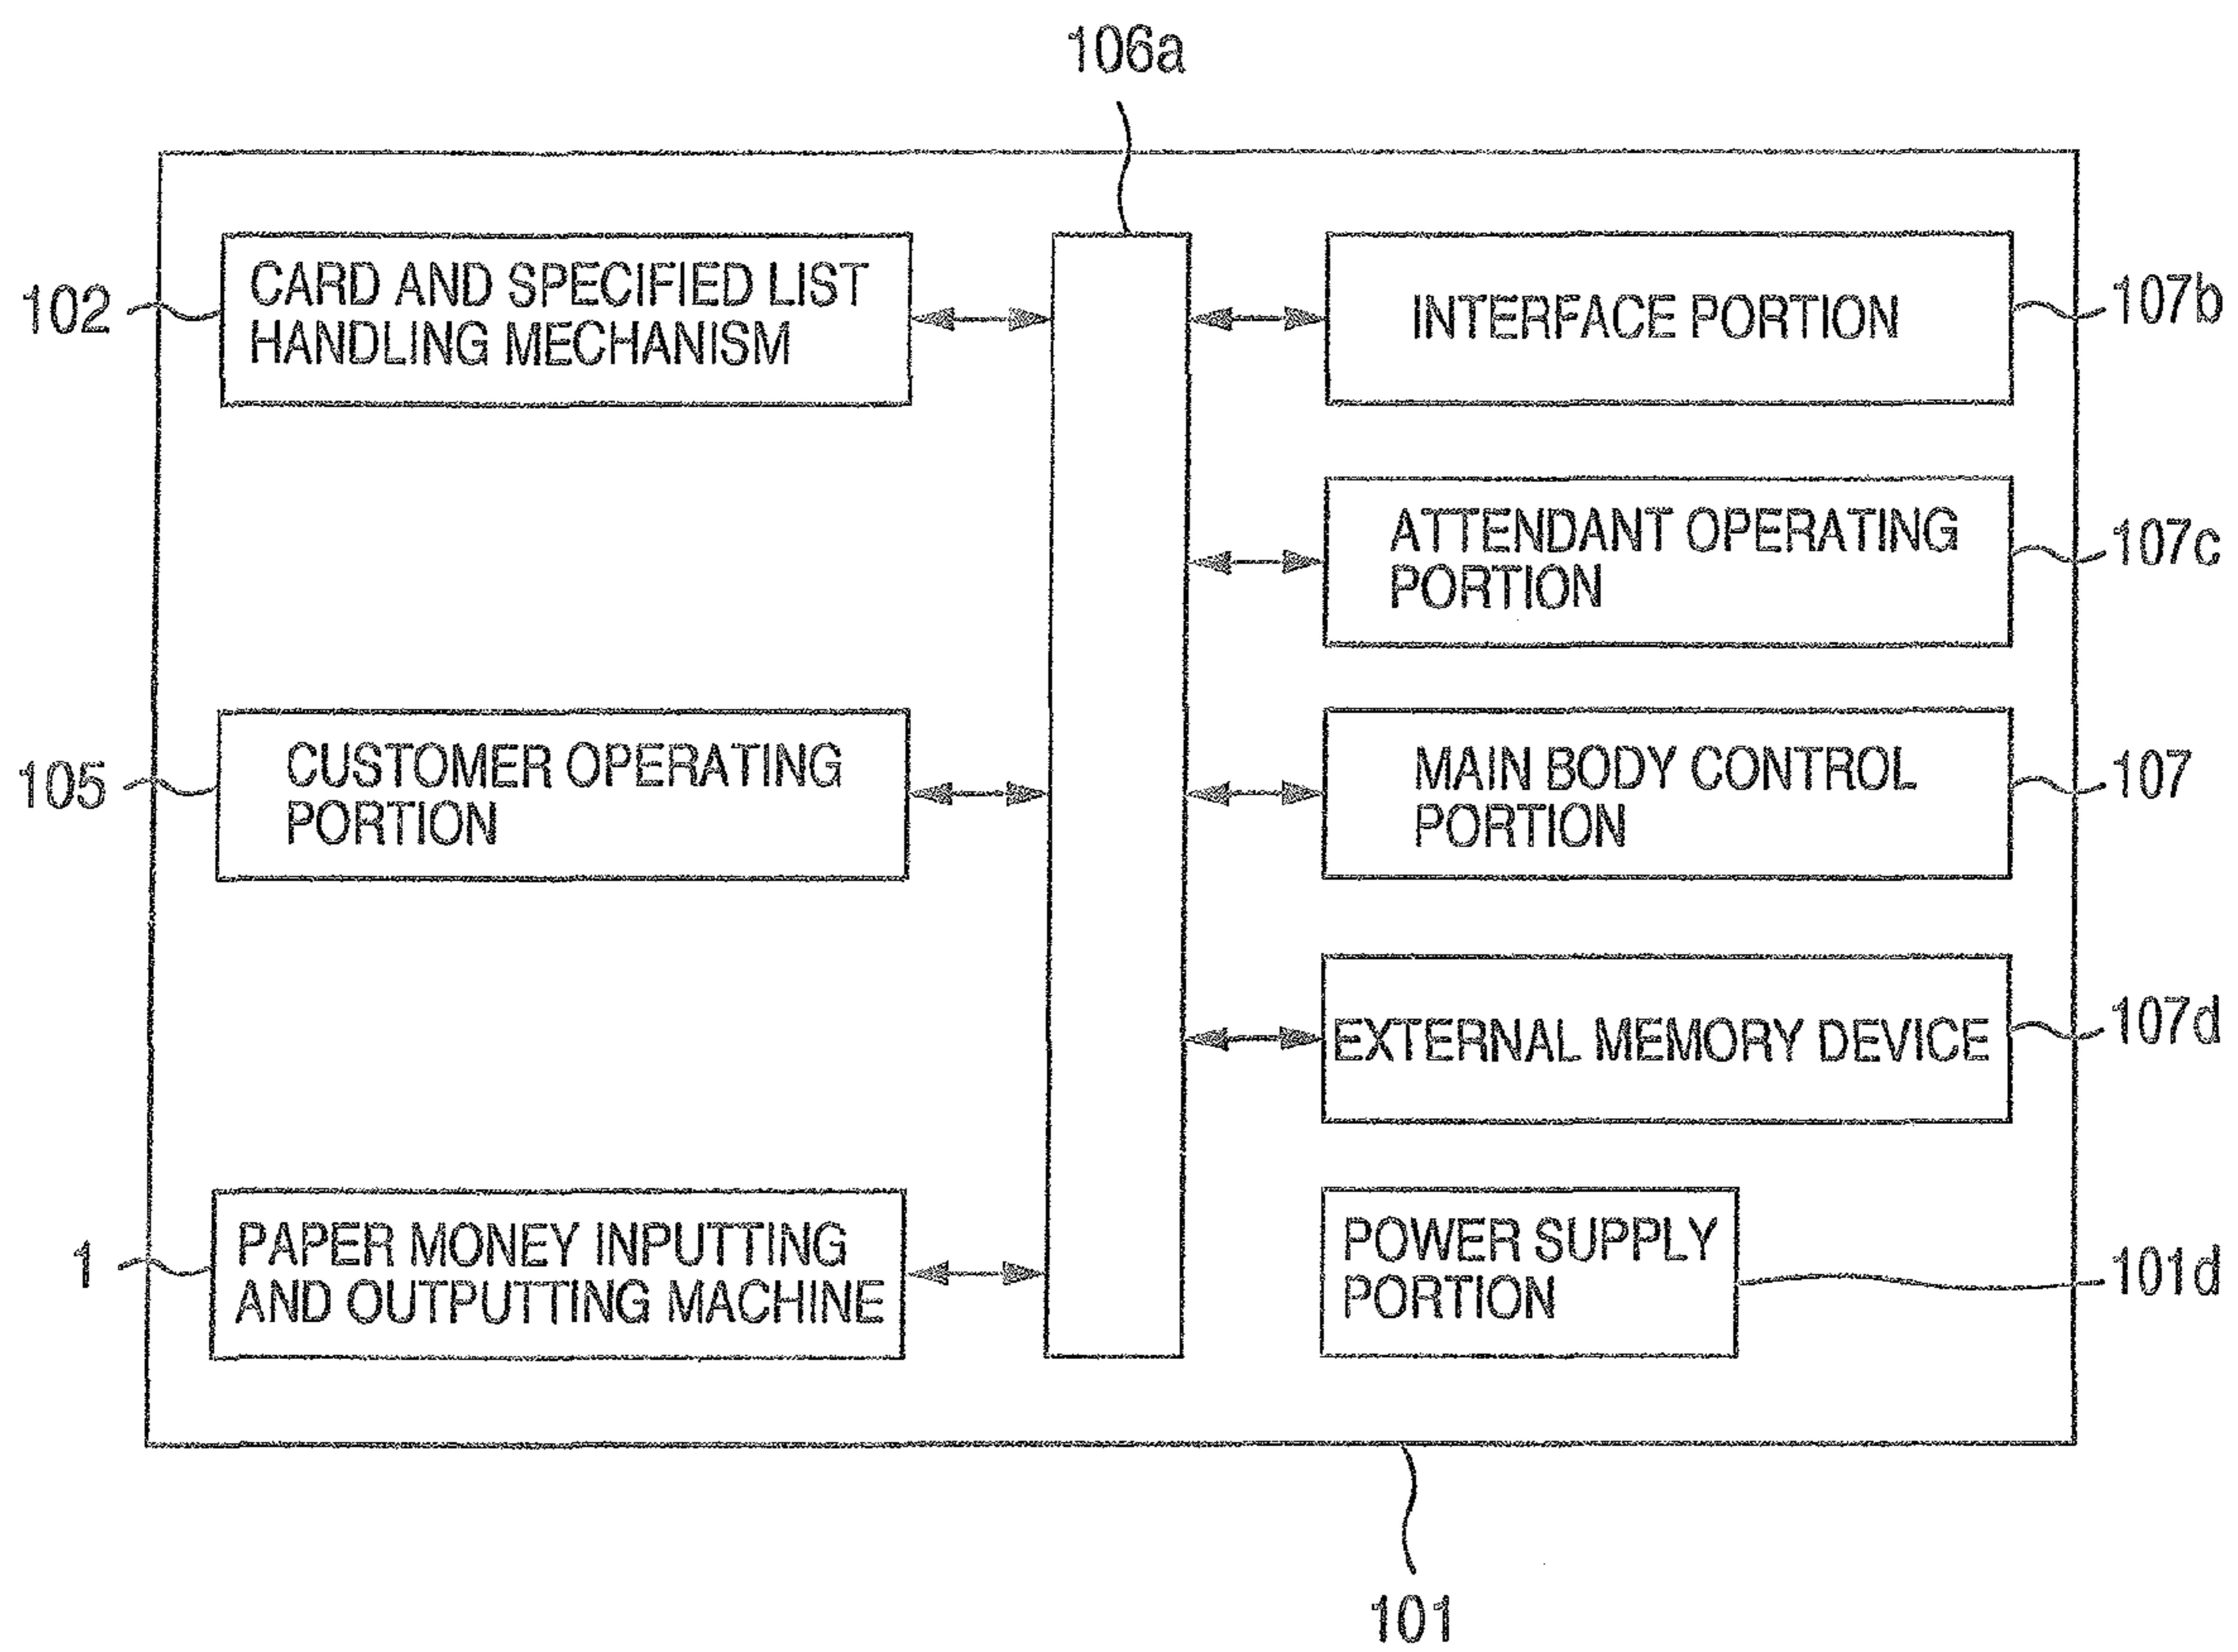 106a
102
CARD AND SPECIFIED LIST
HANDLING MECHANISM
INTERFACE PORTION
107b
ATTENDANT OPERATING
PORTION
107c
105
CUSTOMER OPERATING
PORTION
MAIN BODY CONTROL
PORTION
107
EXTERNAL MEMORY DEVICE
107d
1
PAPER MONEY INPUTTING
AND OUTPUTTING MACHINE
POWER SUPPLY
PORTION
101d
101